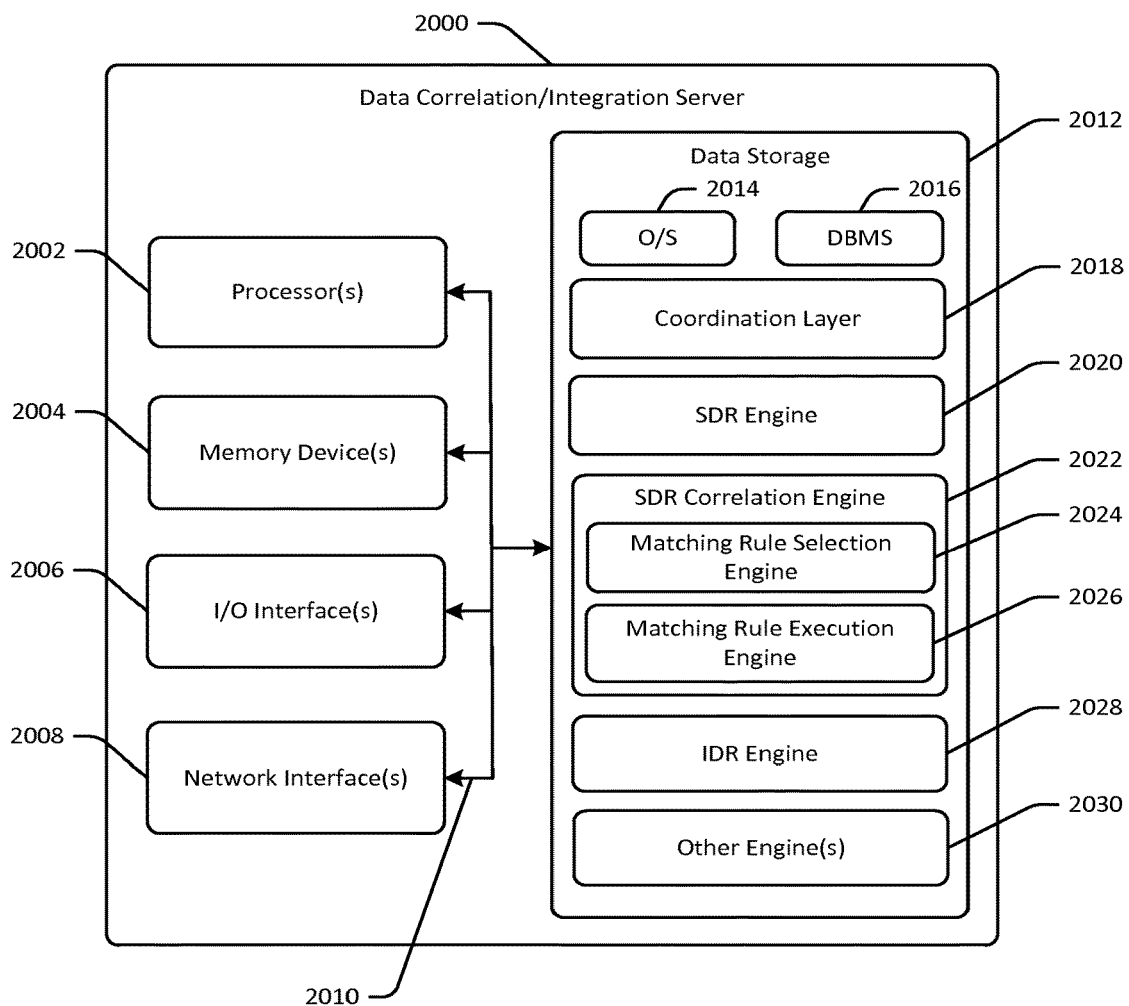 2000
Data Correlation/Integration Server
2012
Data Storage
2014
2016
O/S
DBMS
2002
Processor(s)
2018
Coordination Layer
2020
SDR Engine
2004
Memory Device(s)
2022
SDR Correlation Engine
2024
Matching Rule Selection
Engine
2006
I/O Interface(s)
2026
Matching Rule Execution
Engine
2028
IDR Engine
2008
Network Interface(s)
2030
Other Engine(s)
2010